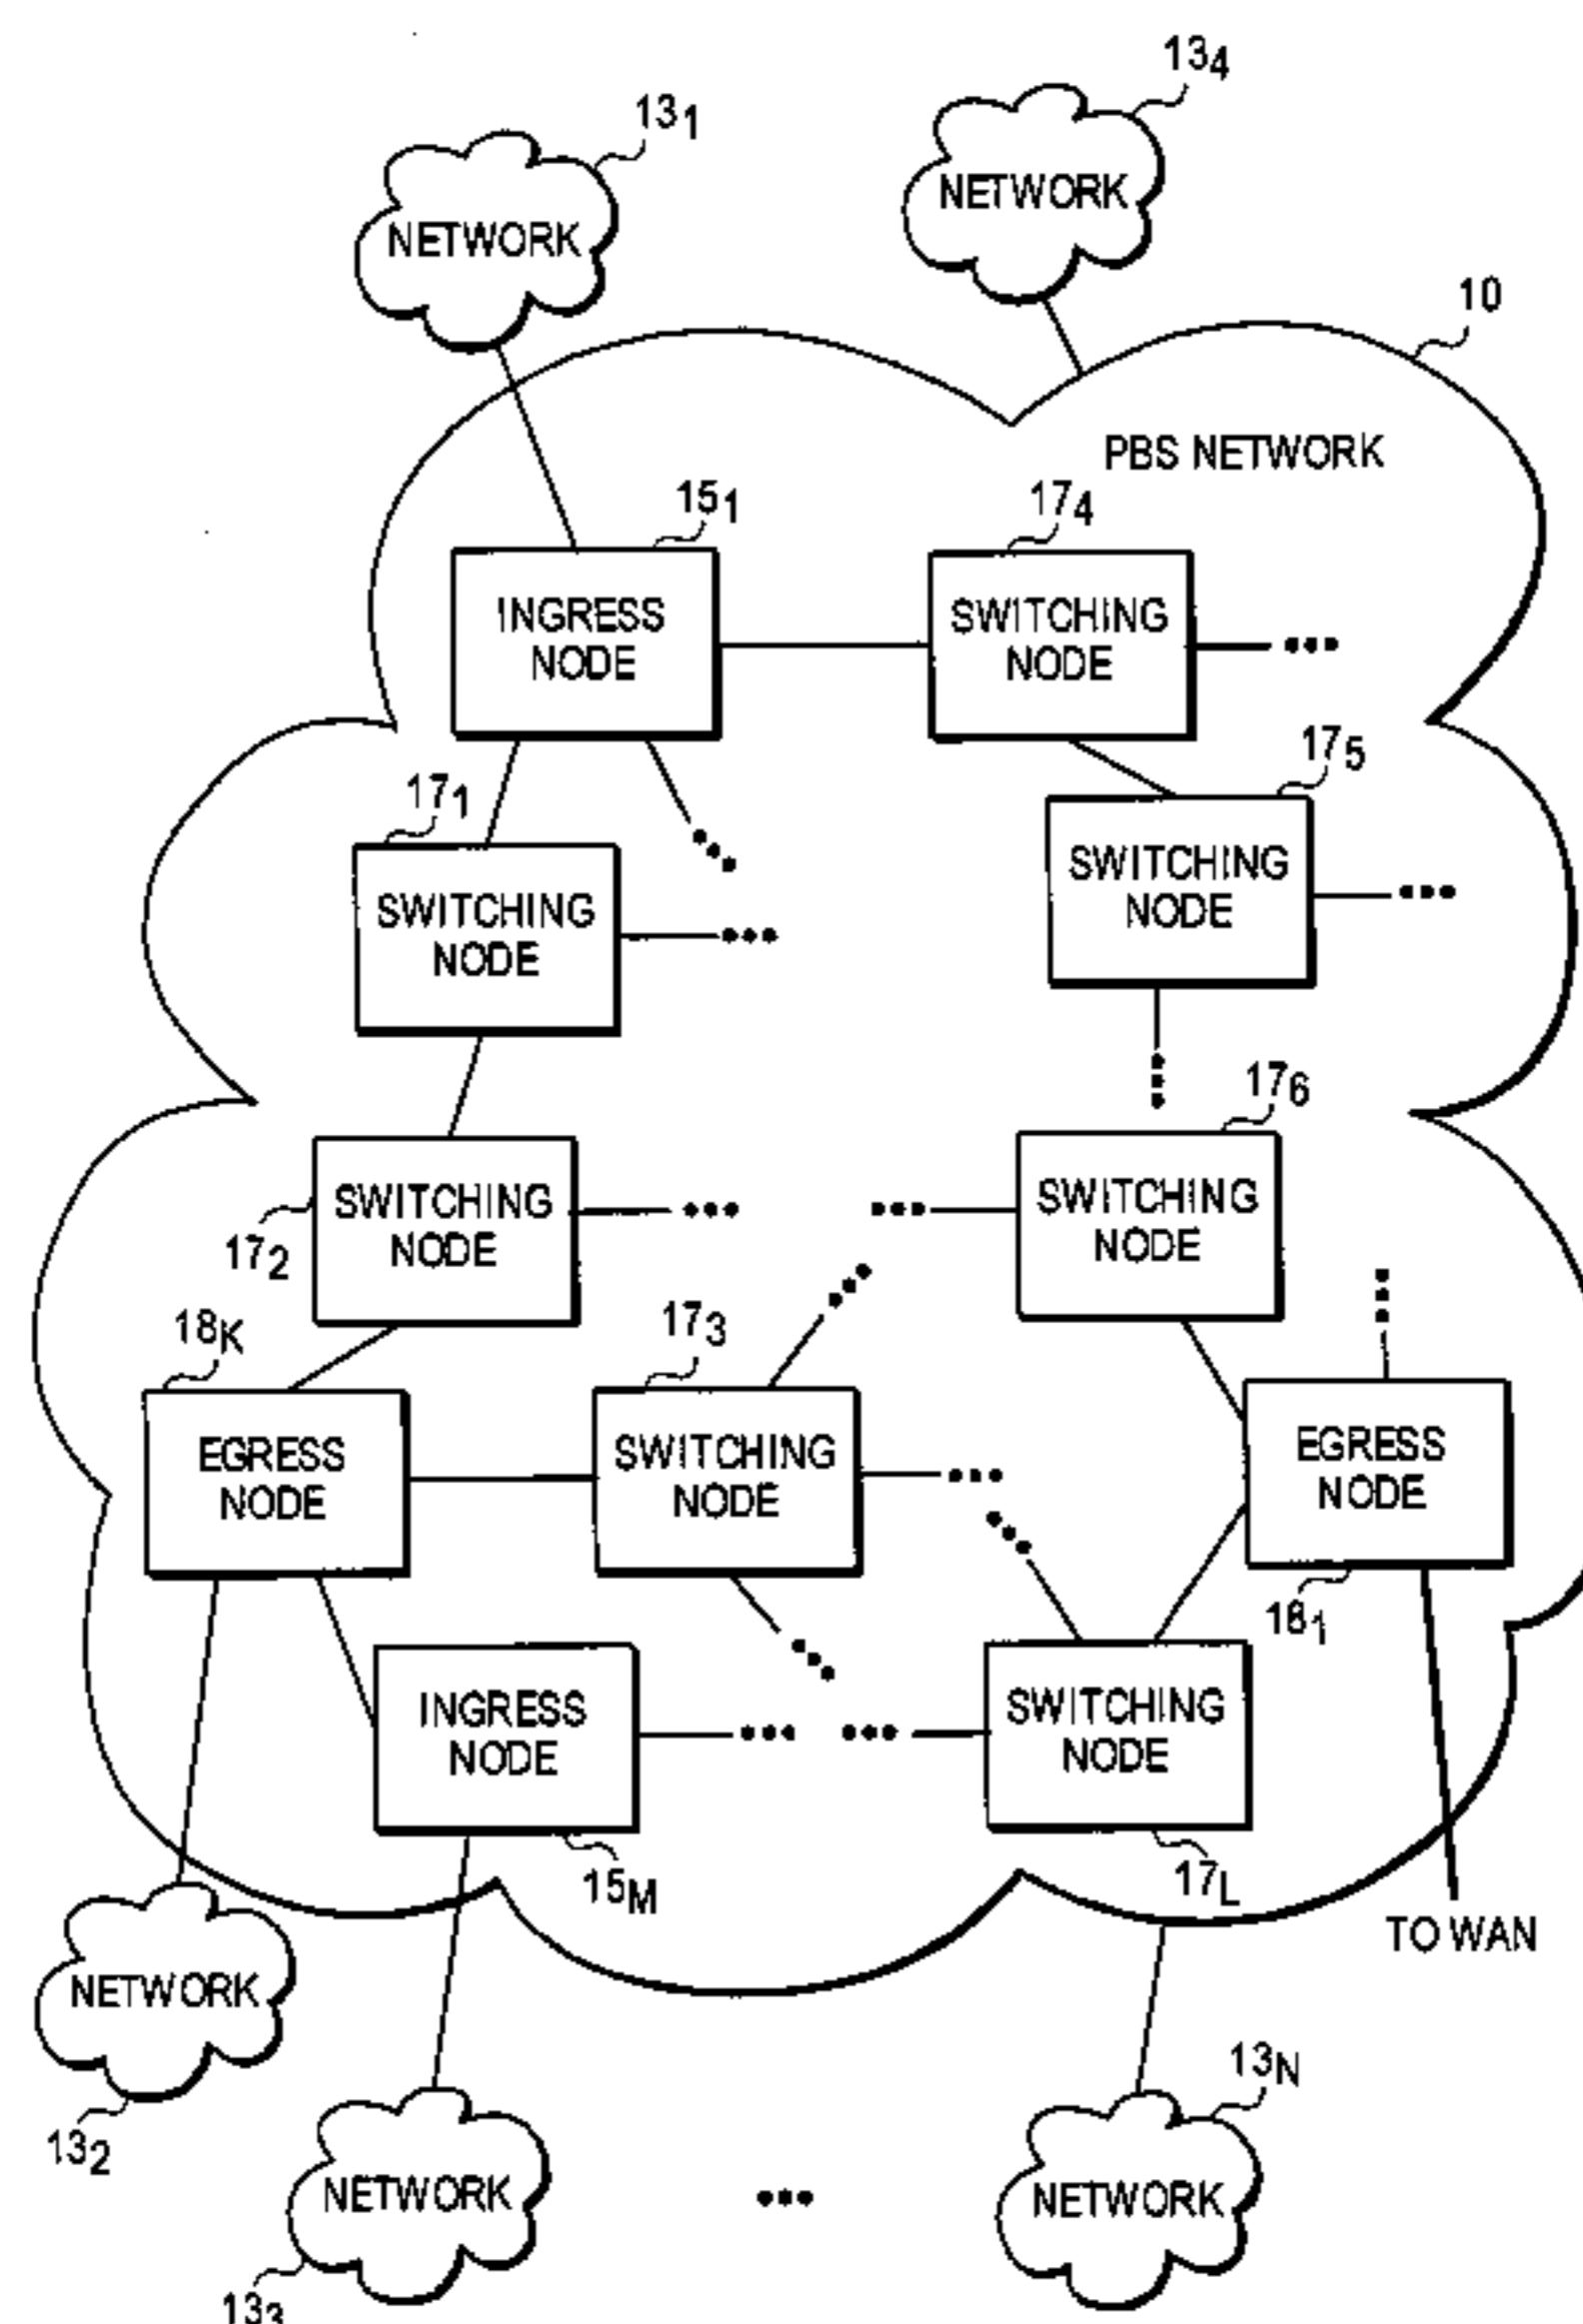 13₄
13₁
NETWORK
NETWORK
10
PBS NETWORK
15₁
17₄
INGRESS
NODE
SWITCHING
NODE
17₅
17₁
SWITCHING
NODE
SWITCHING
NODE
17₆
SWITCHING
NODE
SWITCHING
NODE
17₂
18K
17₃
EGRESS
NODE
SWITCHING
NODE
EGRESS
NODE
18₁
INGRESS
NODE
SWITCHING
NODE
15M
17L
TO WAN
NETWORK
13₂
13N
NETWORK
NETWORK
13₃